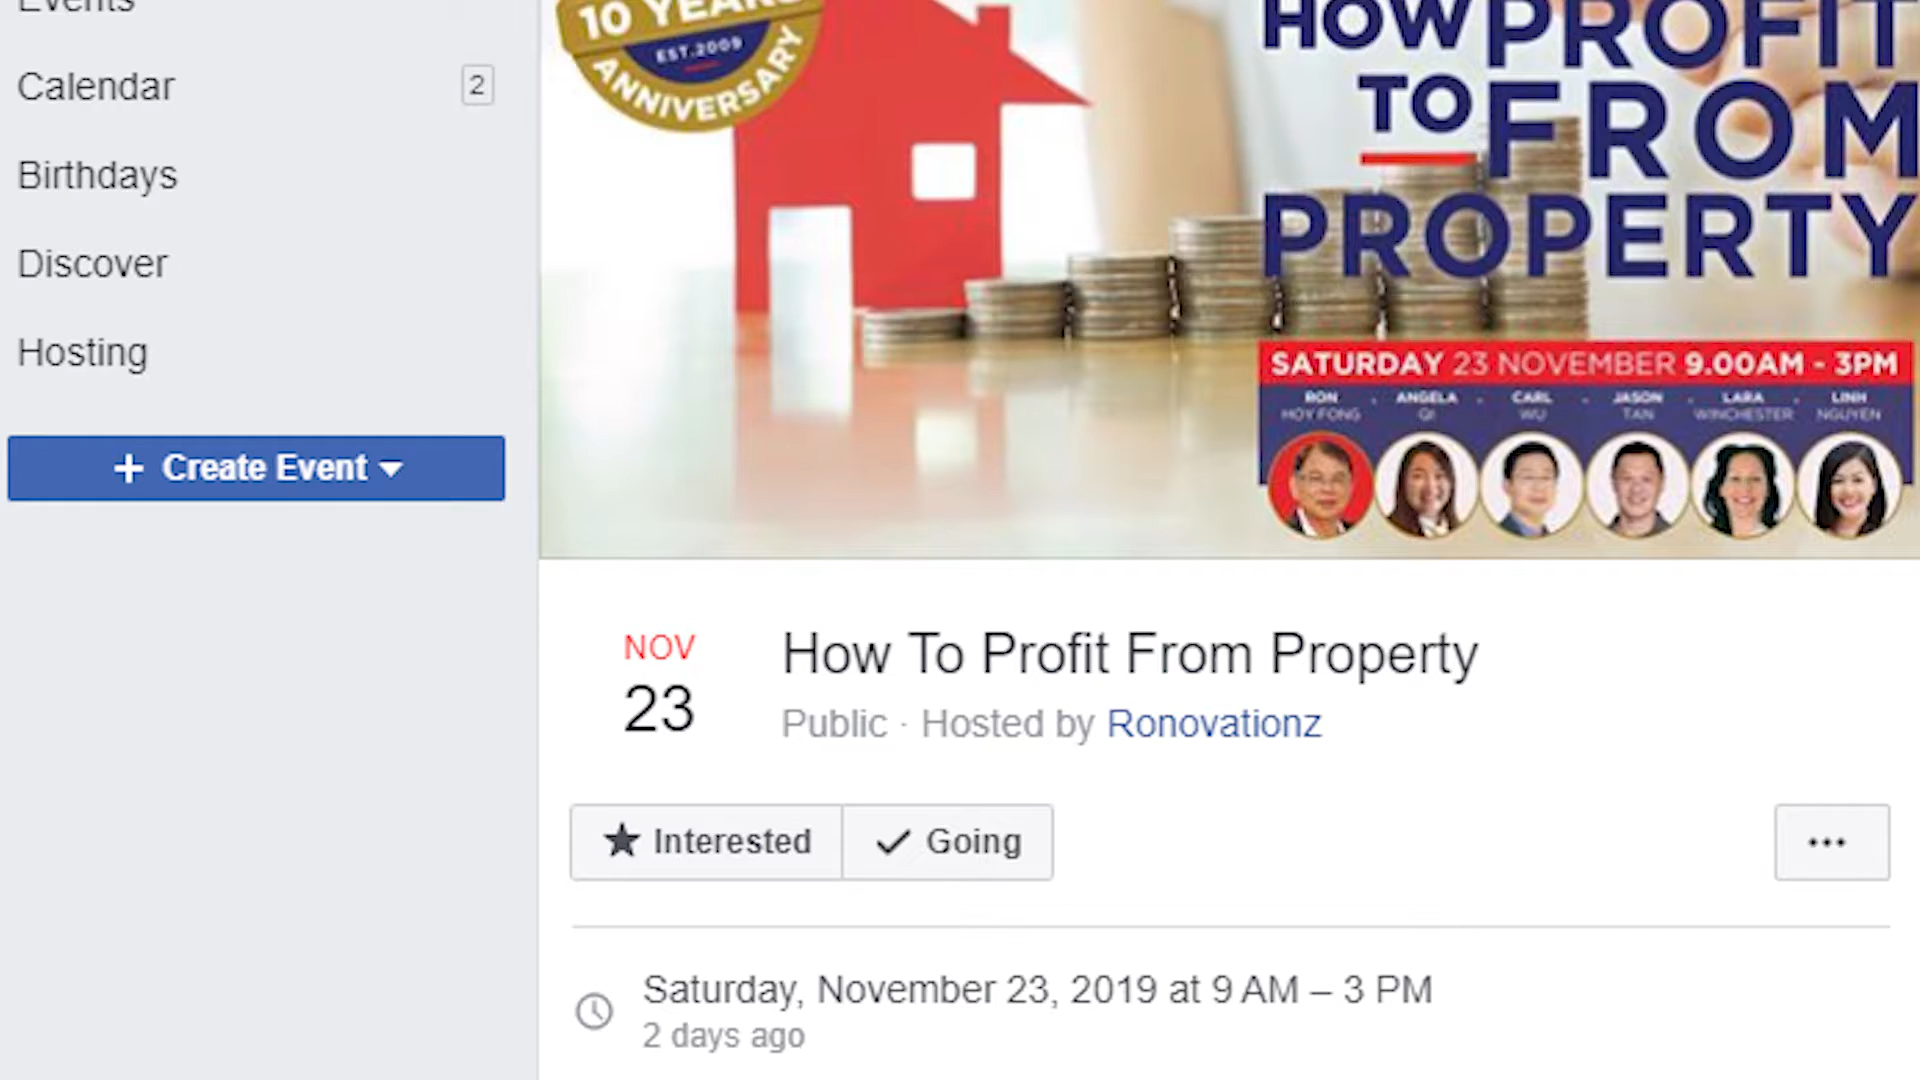 Events
Calendar
2
Birthdays
Discover
Hosting
+ Create Event
10 YEARS
EST.2009
ANNIVERSARY
HOW PROFIT
TO FROM
PROPERTY
SATURDAY 23 NOVEMBER 9.00AM - 3PM
RON · ANGELA · CARL · JASON · LARA · LINH
HOY FONG QI WU TAN WINCHESTER NGUYEN
NOV
23
How To Profit From Property
Public · Hosted by Ronovationz
Interested
Going
...
Saturday, November 23, 2019 at 9 AM – 3 PM
2 days ago